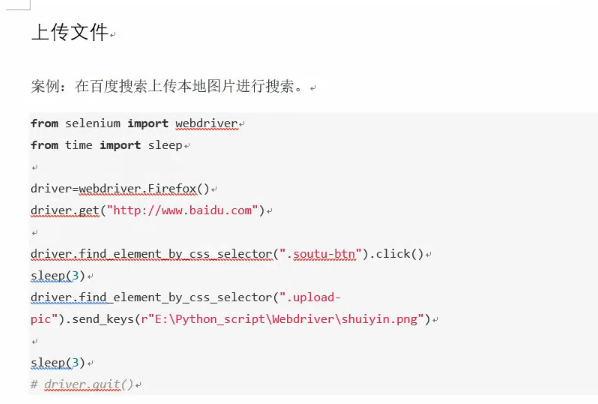 上传文件
案例：在百度搜索上传本地图片进行搜索。
from selenium import webdriver
from time import sleep
driver=webdriver.Firefox()
driver.get("http://www.baidu.com")
driver.find_element_by_css_selector(".soutu-btn").click()
sleep(3)
driver.find_element_by_css_selector(".upload-
pic").send_keys(r"E:\Python_script\Webdriver\shuiyin.png")
sleep(3)
# driver.quit()